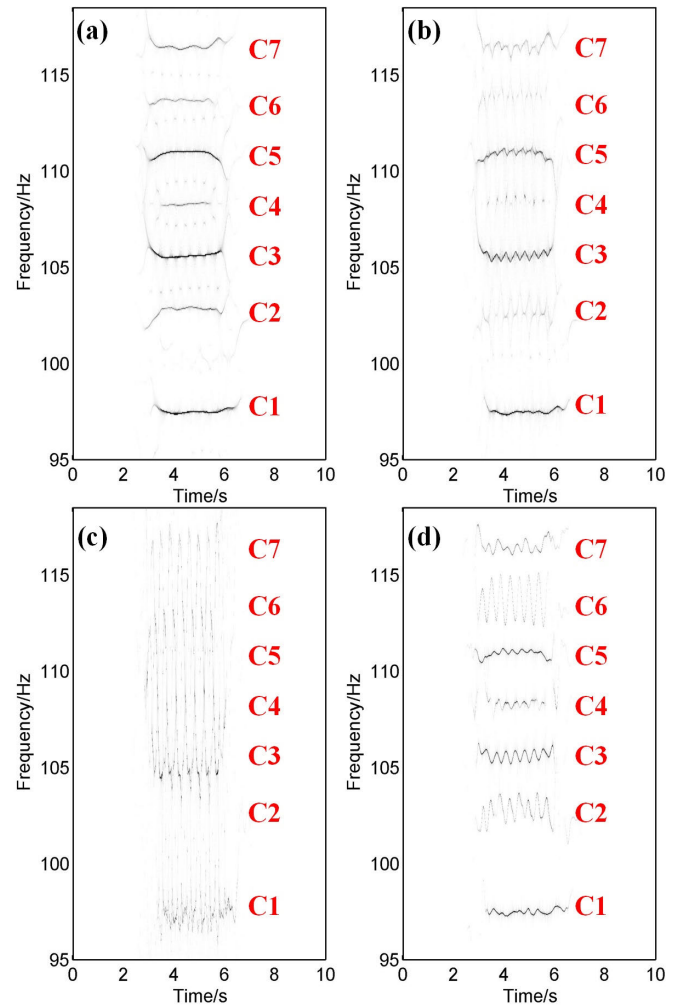 (a)
C7
C6
C5
C4
C3
C2
C1
115
110
105
100
95
0 2 4 6 8 10
Frequency/Hz
Time/s
(b)
C7
C6
C5
C4
C3
C2
C1
115
110
105
100
95
0 2 4 6 8 10
Frequency/Hz
Time/s
(c)
C7
C6
C5
C4
C3
C2
C1
115
110
105
100
95
0 2 4 6 8 10
Frequency/Hz
Time/s
(d)
C7
C6
C5
C4
C3
C2
C1
115
110
105
100
95
0 2 4 6 8 10
Frequency/Hz
Time/s